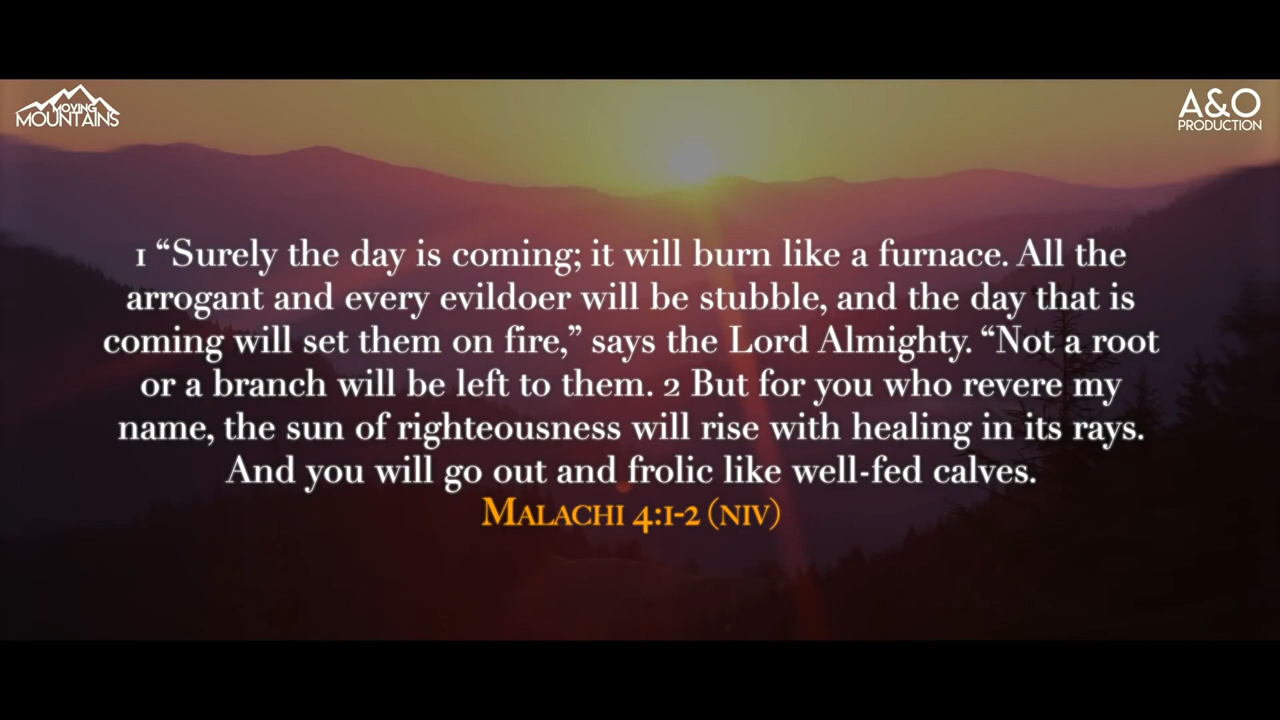 MOVING
MOUNTAINS
A&O
PRODUCTION
1 “Surely the day is coming; it will burn like a furnace. All the
arrogant and every evildoer will be stubble, and the day that is
coming will set them on fire,” says the Lord Almighty. “Not a root
or a branch will be left to them. 2 But for you who revere my
name, the sun of righteousness will rise with healing in its rays.
And you will go out and frolic like well-fed calves.
MALACHI 4:1-2 (NIV)